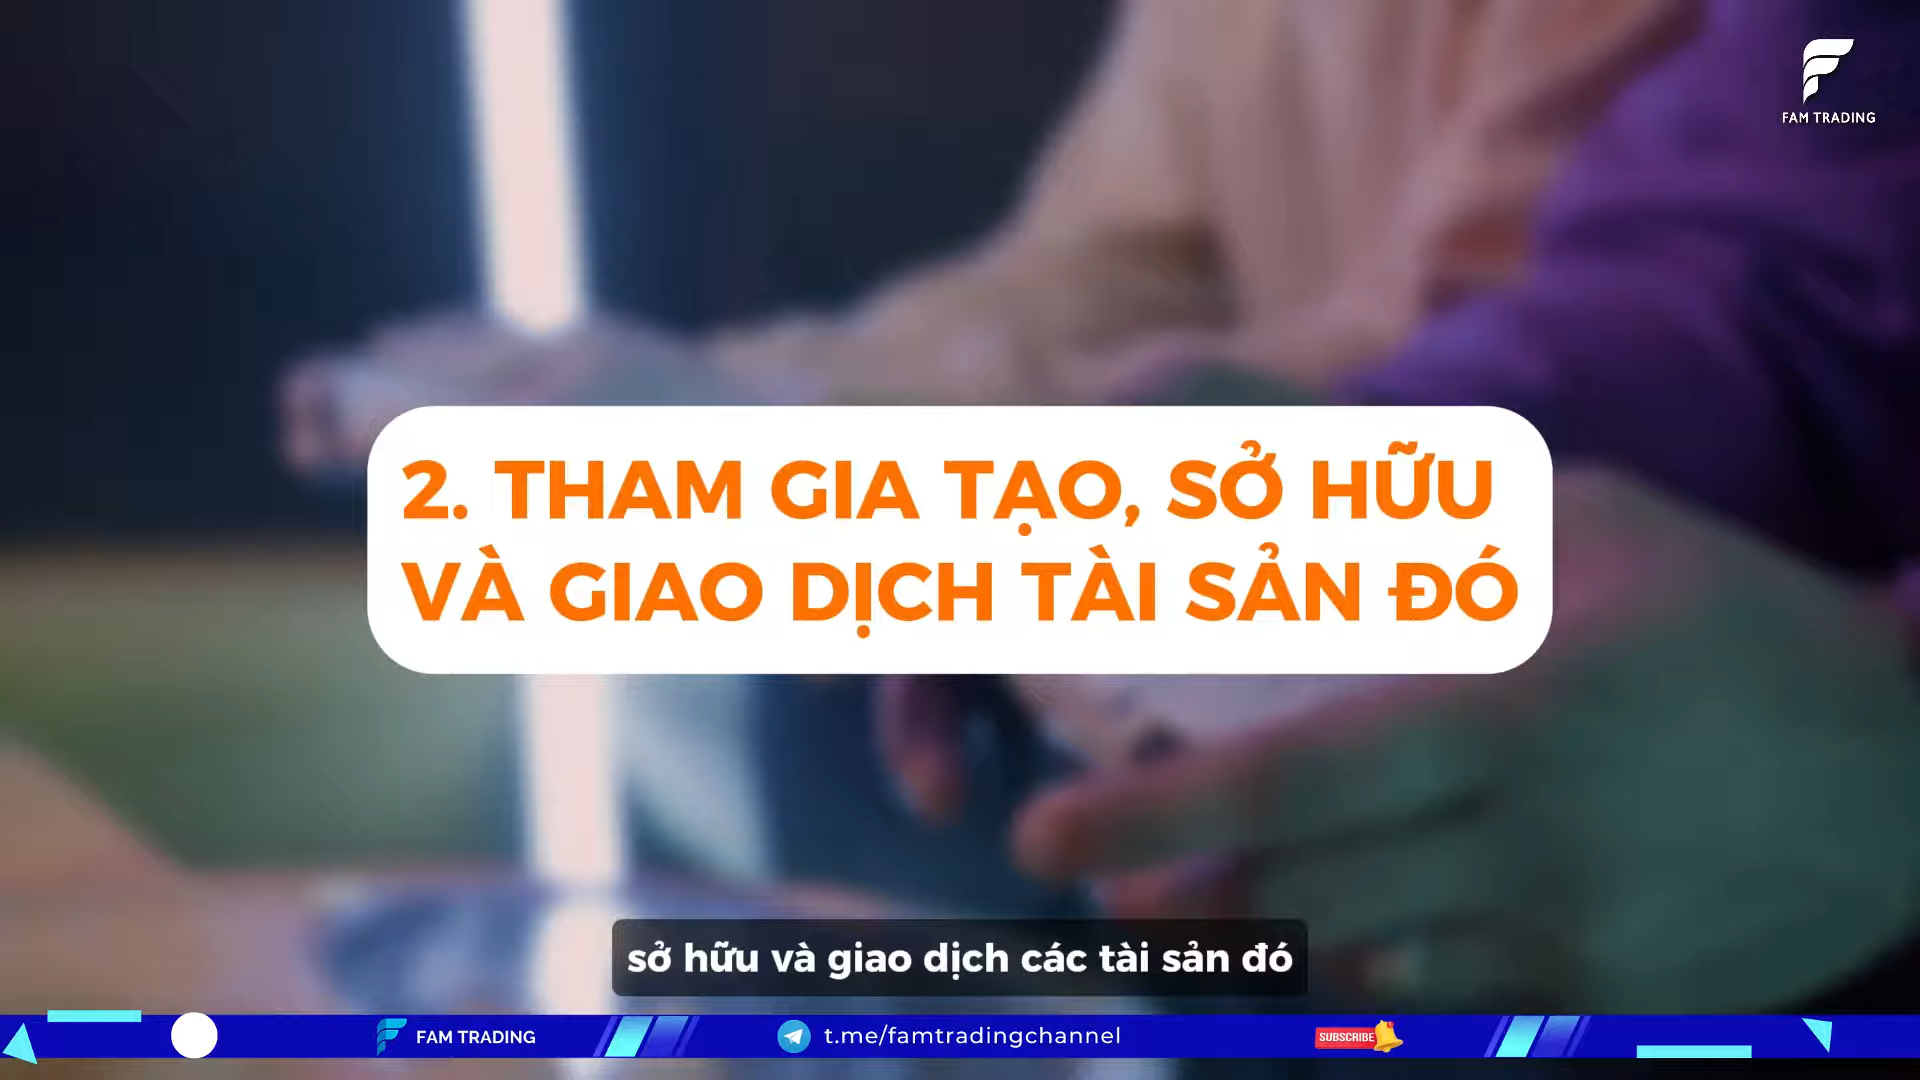 FAM TRADING
2. THAM GIA TẠO, SỞ HỮU
VÀ GIAO DỊCH TÀI SẢN ĐÓ
sở hữu và giao dịch các tài sản đó
FAM TRADING
t.me/famtradingchannel
SUBSCRIBE